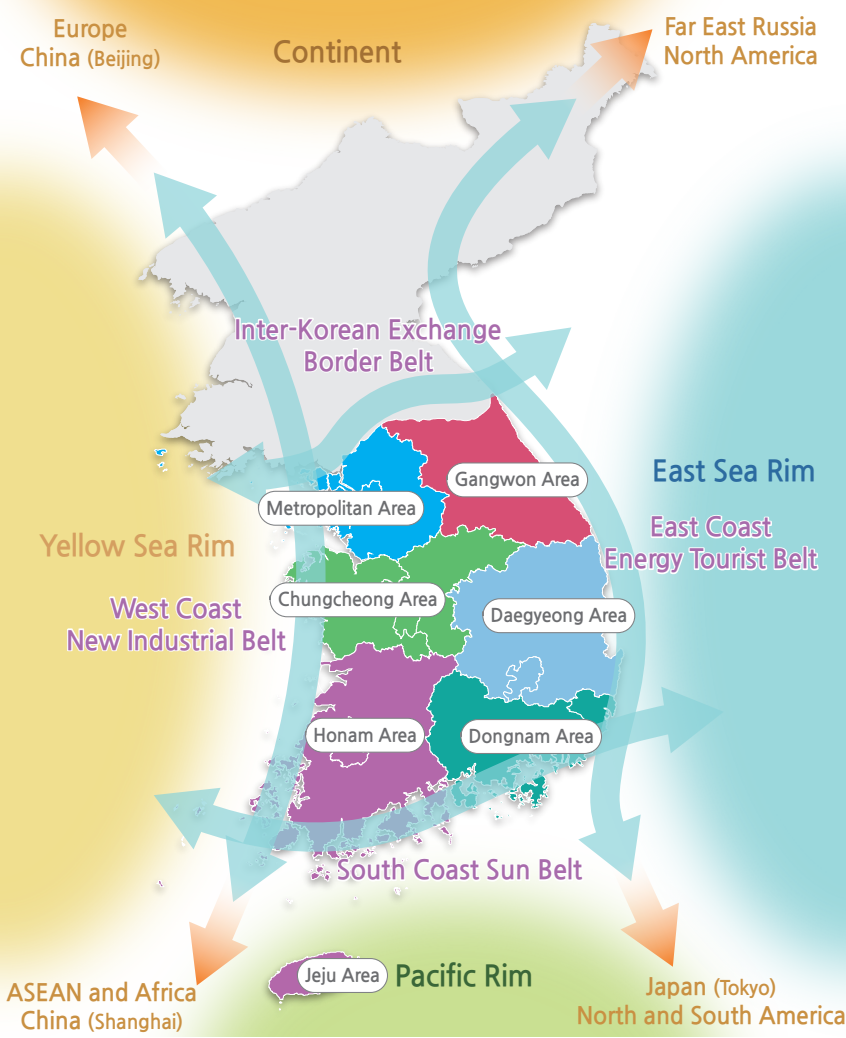 Europe
China (Beijing)
Continent
Far East Russia
North America
Inter-Korean Exchange
Border Belt
Gangwon Area
Metropolitan Area
East Sea Rim
Yellow Sea Rim
East Coast
Energy Tourist Belt
Chungcheong Area
West Coast
New Industrial Belt
Daegyeong Area
Honam Area
Dongnam Area
South Coast Sun Belt
Jeju Area
Pacific Rim
ASEAN and Africa
China (Shanghai)
Japan (Tokyo)
North and South America